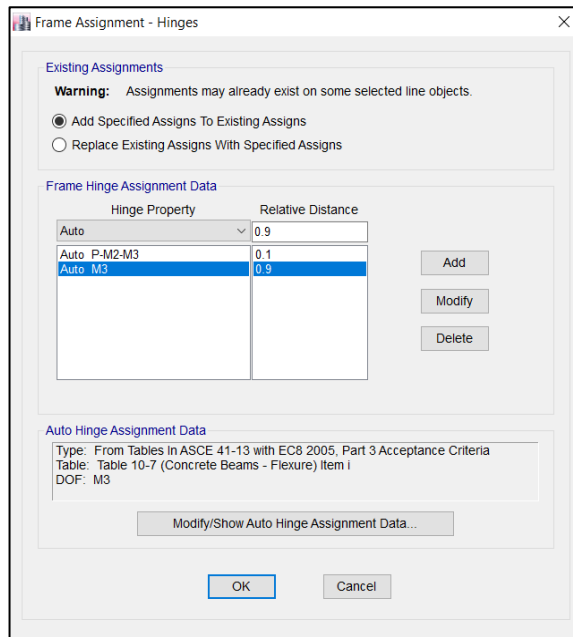 Frame Assignment - Hinges
Existing Assignments
Warning: Assignments may already exist on some selected line objects.
Add Specified Assigns To Existing Assigns
Replace Existing Assigns With Specified Assigns
Frame Hinge Assignment Data
Hinge Property Relative Distance
Auto 0.9
Auto P-M2-M3 0.1
Auto M3 0.9
Add
Modify
Delete
Auto Hinge Assignment Data
Type: From Tables In ASCE 41-13 with EC8 2005, Part 3 Acceptance Criteria
Table: Table 10-7 (Concrete Beams - Flexure) Item i
DOF: M3
Modify/Show Auto Hinge Assignment Data...
OK Cancel